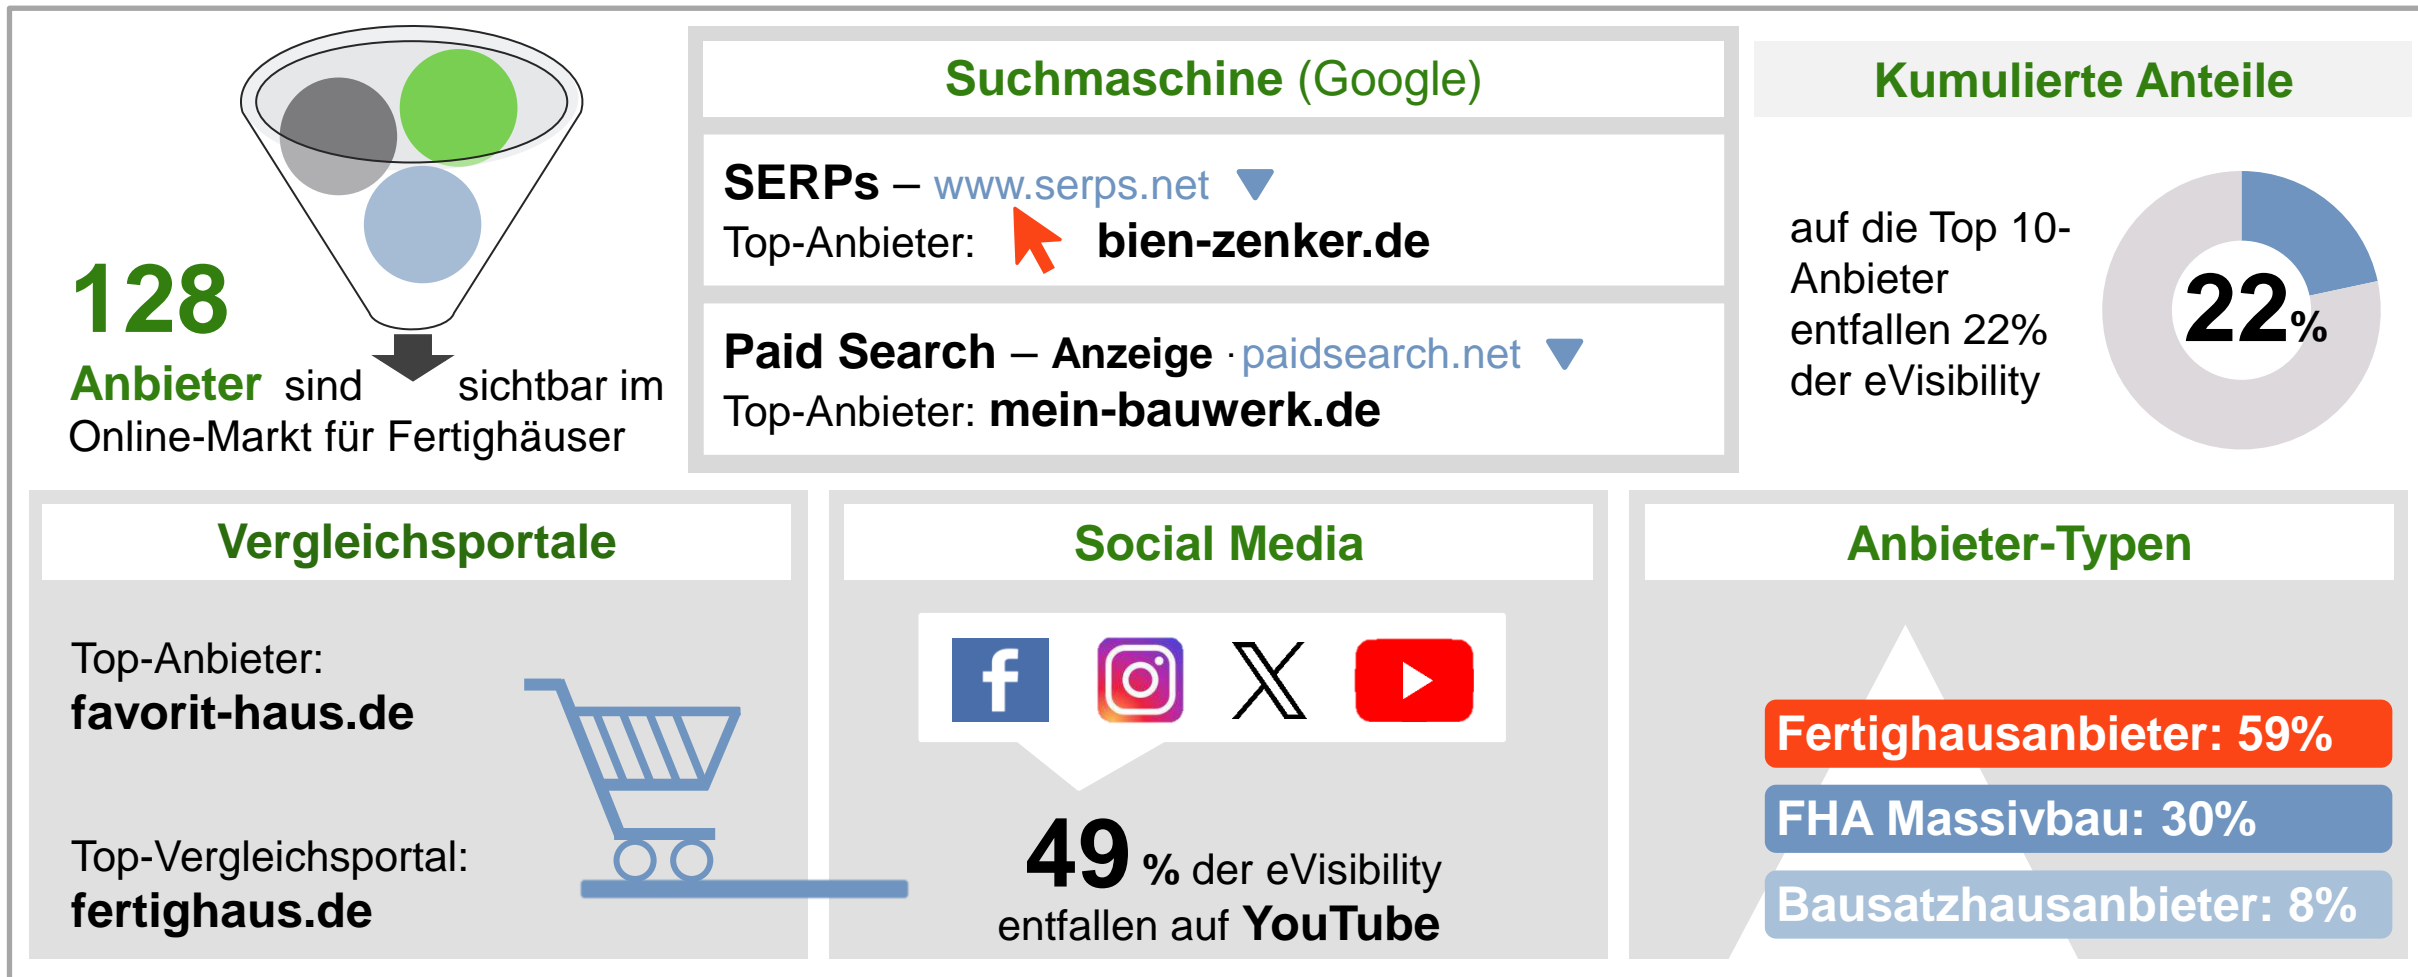 128
Anbieter sind sichtbar im
Online-Markt für Fertighäuser
Suchmaschine (Google)
SERPs – www.serps.net
Top-Anbieter: bien-zenker.de
Paid Search – Anzeige · paidsearch.net
Top-Anbieter: mein-bauwerk.de
Kumulierte Anteile
auf die Top 10-
Anbieter
entfallen 22%
der eVisibility
22%
Vergleichsportale
Top-Anbieter:
favorit-haus.de
Top-Vergleichsportal:
fertighaus.de
Social Media
49 % der eVisibility
entfallen auf YouTube
Anbieter-Typen
Fertighausanbieter: 59%
FHA Massivbau: 30%
Bausatzhausanbieter: 8%